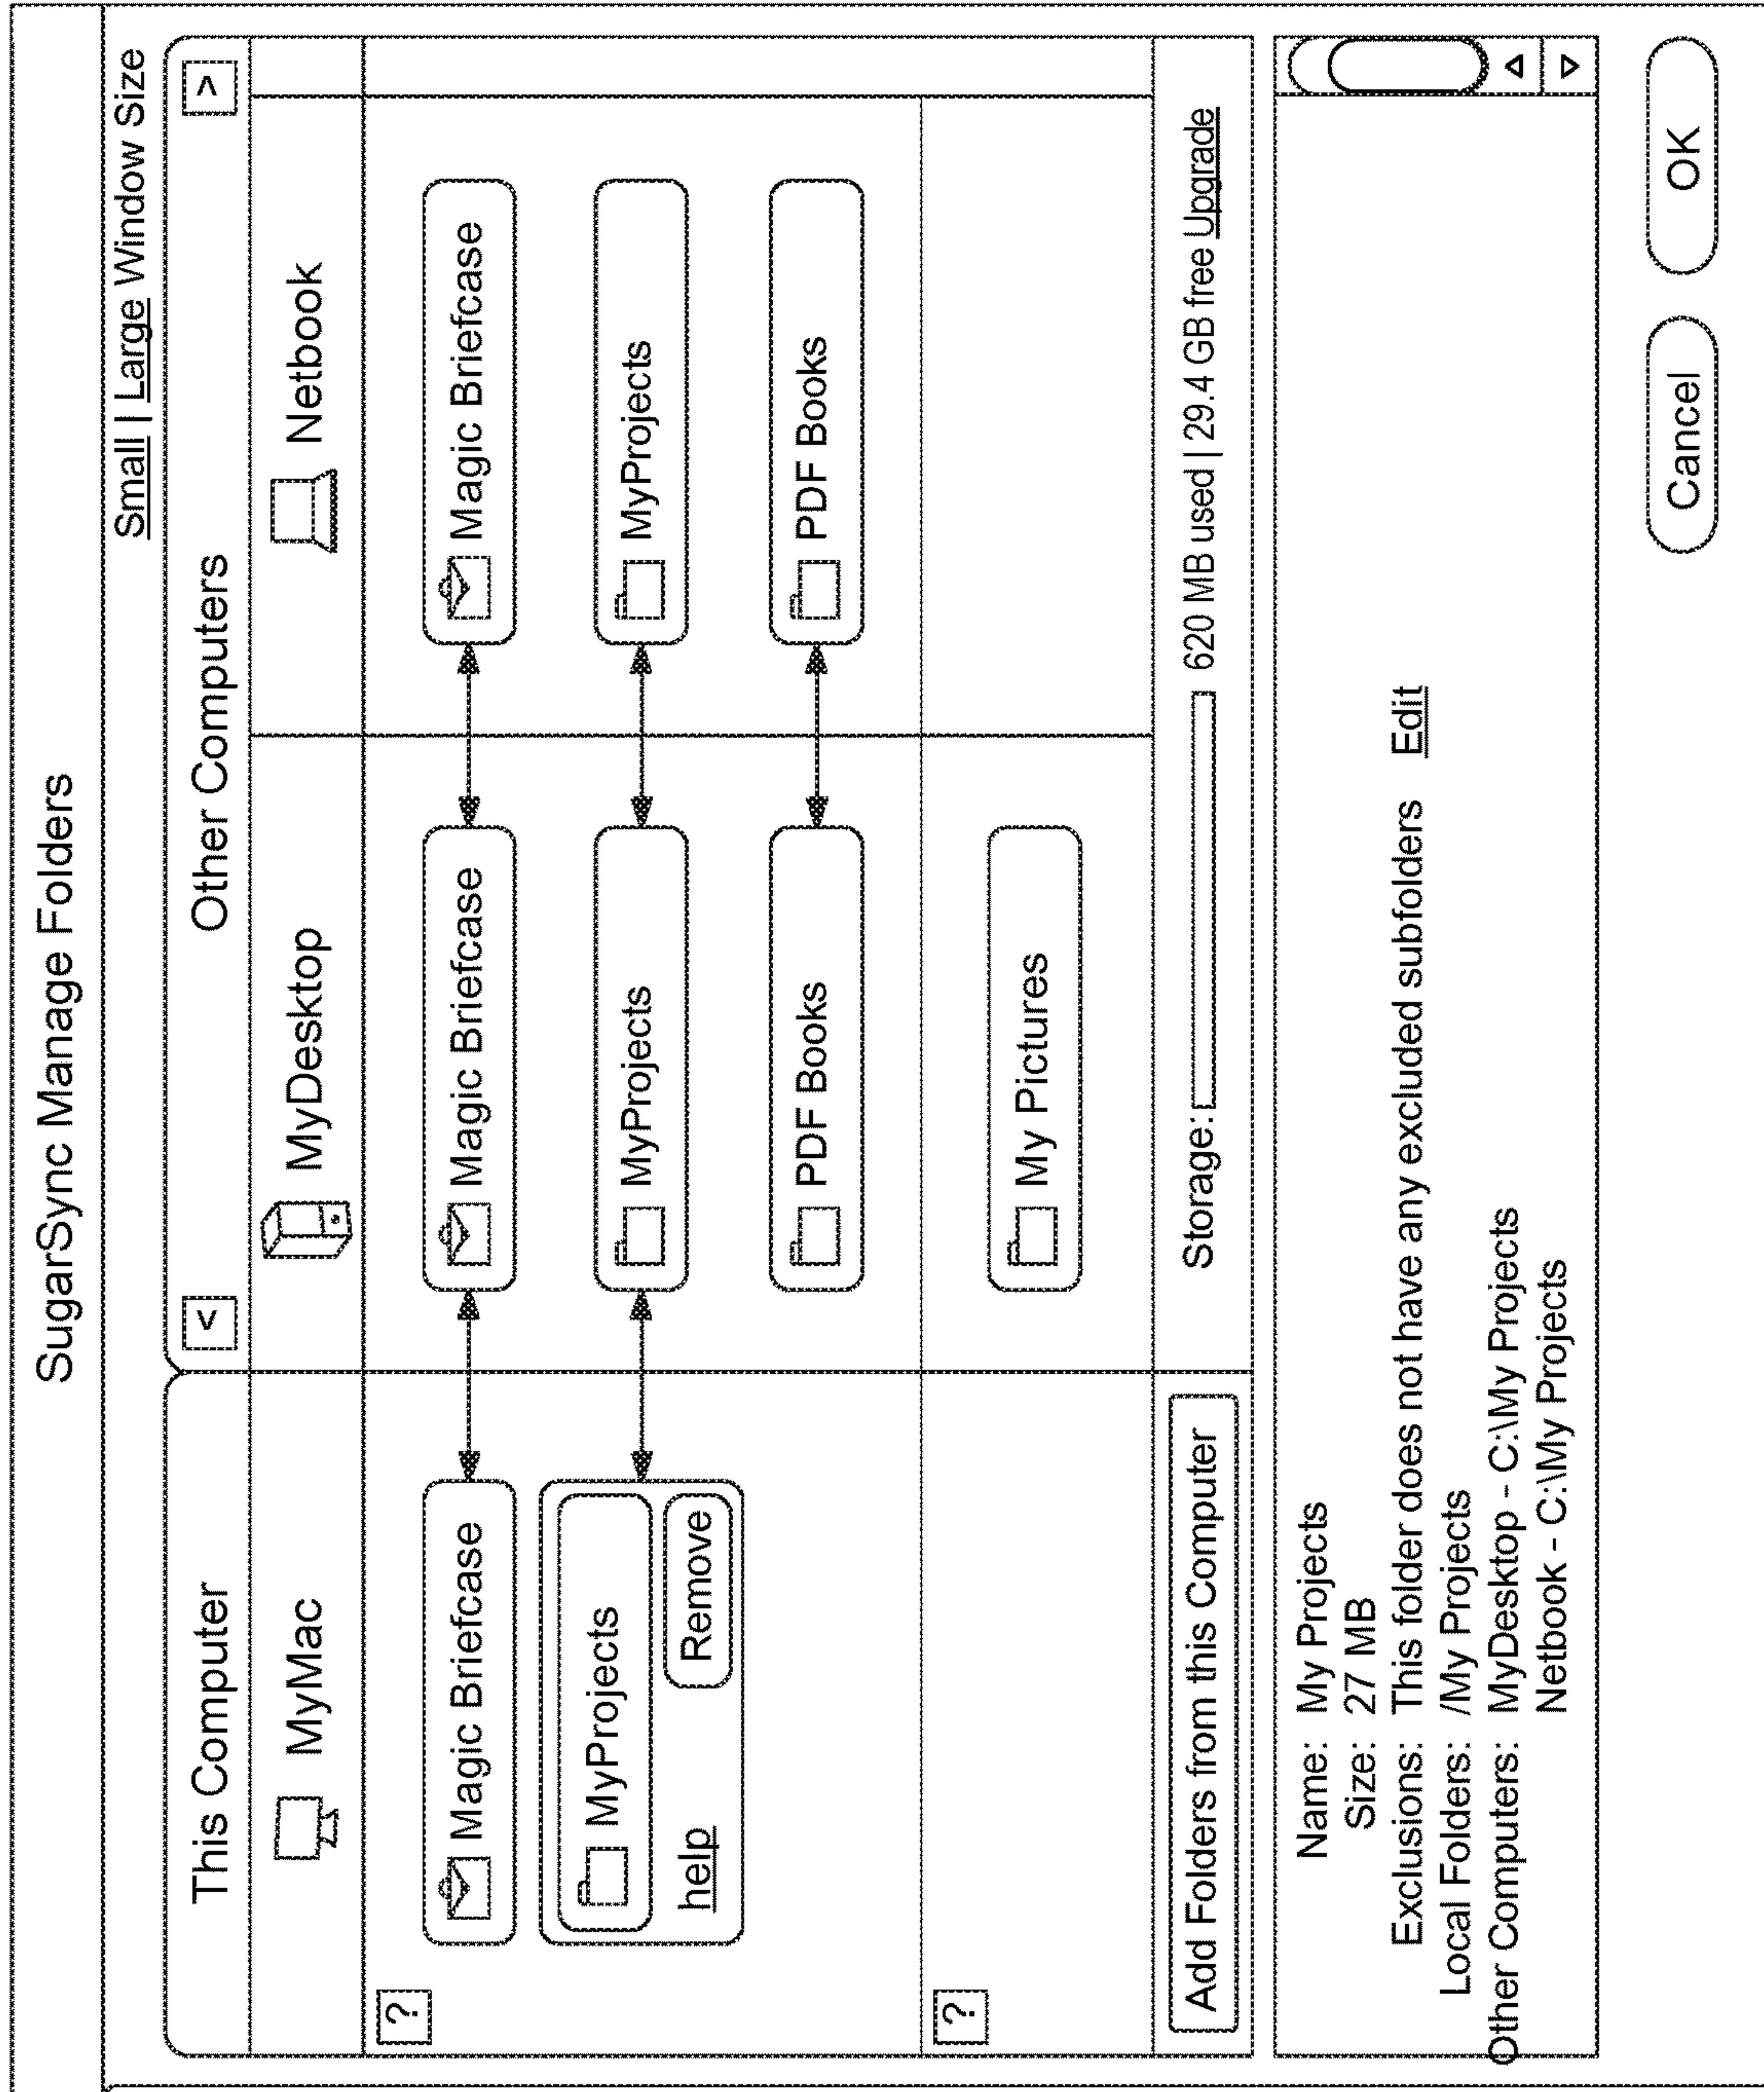 SugarSync Manage Folders
Small | Large Window Size
This Computer
< Other Computers >
MyMac
MyDesktop
Netbook
?
Magic Briefcase
Magic Briefcase
Magic Briefcase
MyProjects
help Remove
MyProjects
MyProjects
PDF Books
PDF Books
?
My Pictures
Add Folders from this Computer
Storage: 620 MB used | 29.4 GB free Upgrade
Name: My Projects
Size: 27 MB
Exclusions: This folder does not have any excluded subfolders Edit
Local Folders: /My Projects
Other Computers: MyDesktop - C:\My Projects
Netbook - C:\My Projects
Cancel
OK